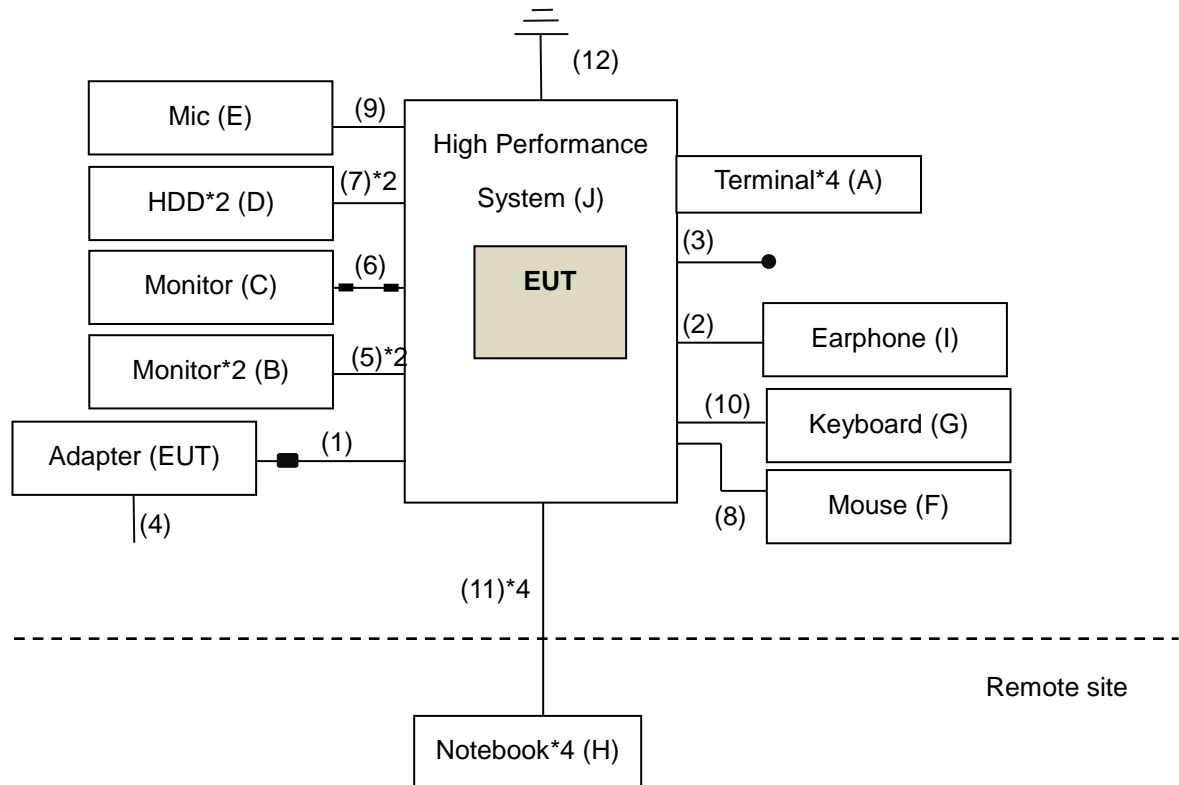 (12)
Mic (E)
(9)
High Performance
System (J)
HDD*2 (D)
(7)*2
Terminal*4 (A)
(3)
Monitor (C)
(6)
EUT
(2)
Earphone (I)
Monitor*2 (B)
(5)*2
(10)
Keyboard (G)
Adapter (EUT)
(1)
(4)
Mouse (F)
(8)
(11)*4
Remote site
Notebook*4 (H)